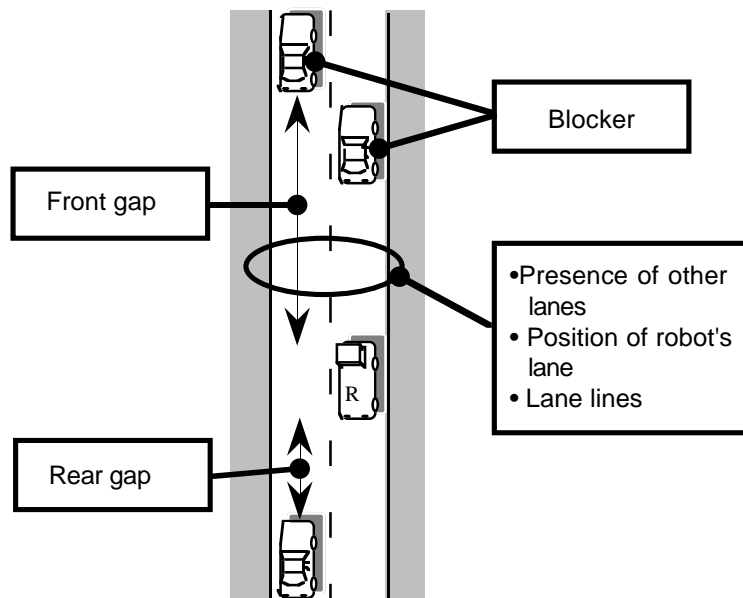 Blocker
Front gap
•Presence of other
lanes
• Position of robot's
lane
• Lane lines
R
Rear gap